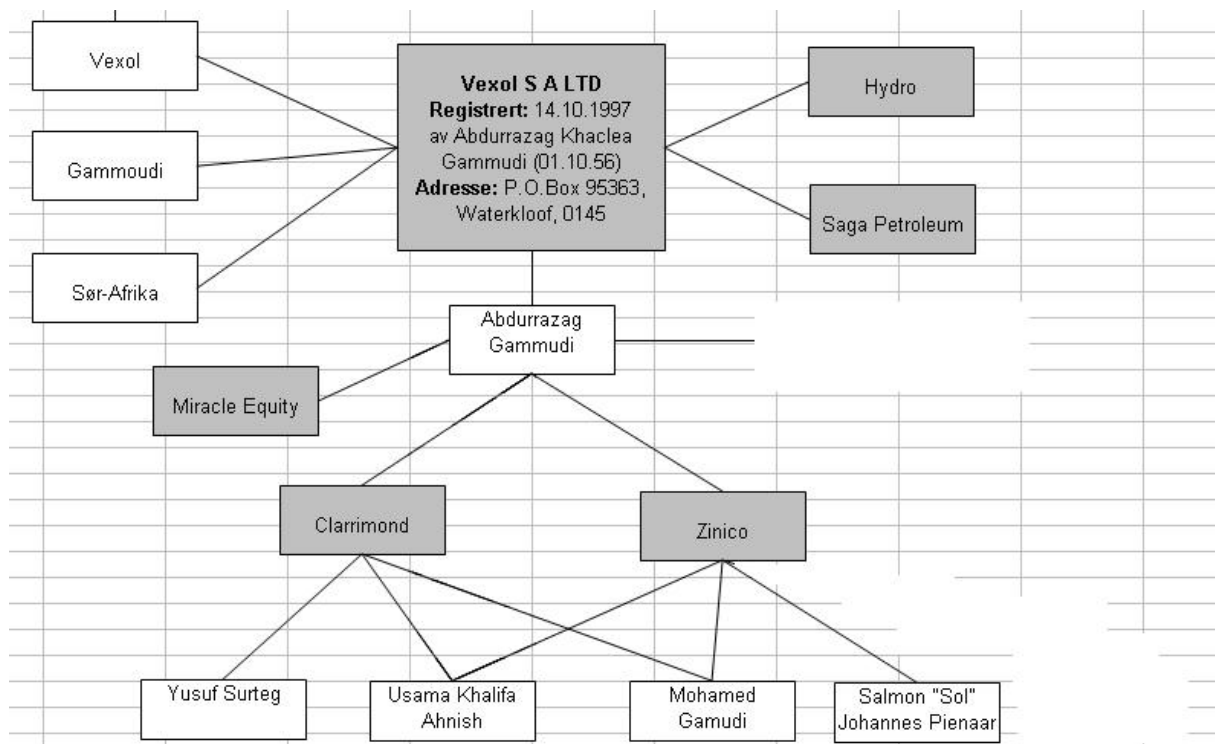 Vexol
Vexol S A LTD
Registrert: 14.10.1997
av Abdurrazag Khaclea
Gammudi (01.10.56)
Adresse: P.O.Box 95363,
Waterkloof, 0145
Hydro
Gammoudi
Saga Petroleum
Sør-Afrika
Abdurrazag
Gammudi
Miracle Equity
Clarrimond
Zinico
Yusuf Surteg
Usama Khalifa
Ahnish
Mohamed
Gamudi
Salmon "Sol"
Johannes Pienaar